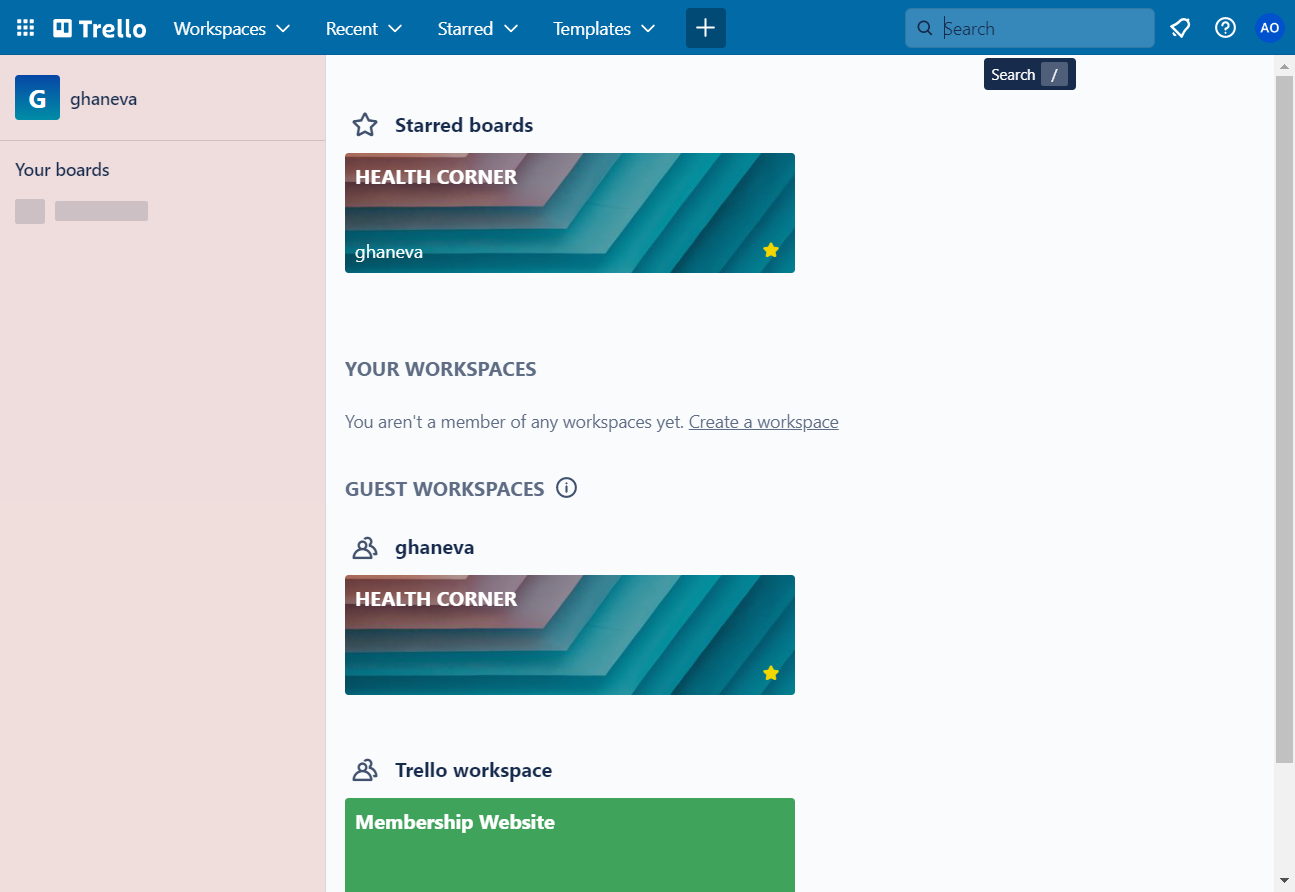 Trello
Workspaces
Recent
Starred
Templates
Search
AO
Search /
G
ghaneva
Your boards
Starred boards
HEALTH CORNER
ghaneva
YOUR WORKSPACES
You aren't a member of any workspaces yet. Create a workspace
GUEST WORKSPACES
ghaneva
HEALTH CORNER
Trello workspace
Membership Website